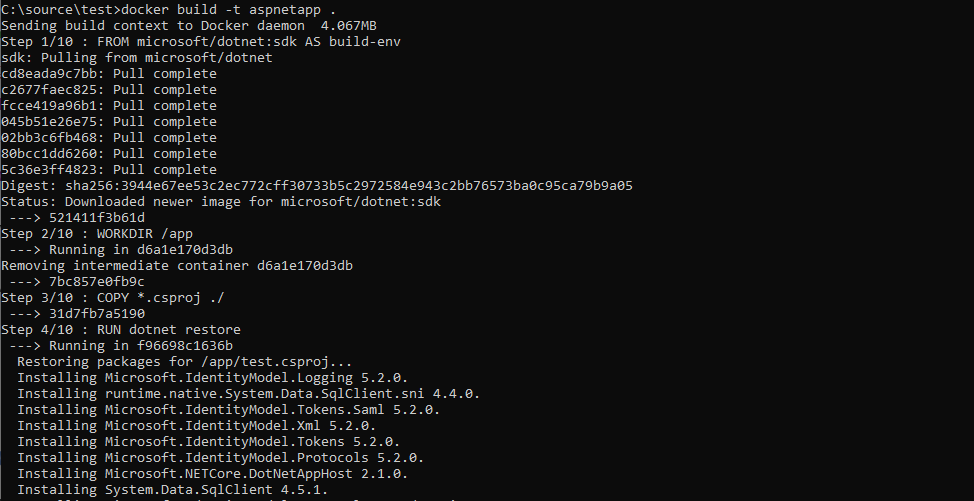 C:\source\test>docker build -t aspnetapp .
Sending build context to Docker daemon  4.067MB
Step 1/10 : FROM microsoft/dotnet:sdk AS build-env
sdk: Pulling from microsoft/dotnet
cd8eada9c7bb: Pull complete
c2677faec825: Pull complete
fcce419a96b1: Pull complete
045b51e26e75: Pull complete
02bb3c6fb468: Pull complete
80bcc1dd6260: Pull complete
5c36e3ff4823: Pull complete
Digest: sha256:3944e67ee53c2ec772cff30733b5c2972584e943c2bb76573ba0c95ca79b9a05
Status: Downloaded newer image for microsoft/dotnet:sdk
 ---> 521411f3b61d
Step 2/10 : WORKDIR /app
 ---> Running in d6a1e170d3db
Removing intermediate container d6a1e170d3db
 ---> 7bc857e0fb9c
Step 3/10 : COPY *.csproj ./
 ---> 31d7fb7a5190
Step 4/10 : RUN dotnet restore
 ---> Running in f96698c1636b
  Restoring packages for /app/test.csproj...
  Installing Microsoft.IdentityModel.Logging 5.2.0.
  Installing runtime.native.System.Data.SqlClient.sni 4.4.0.
  Installing Microsoft.IdentityModel.Tokens.Saml 5.2.0.
  Installing Microsoft.IdentityModel.Xml 5.2.0.
  Installing Microsoft.IdentityModel.Tokens 5.2.0.
  Installing Microsoft.IdentityModel.Protocols 5.2.0.
  Installing Microsoft.NETCore.DotNetAppHost 2.1.0.
  Installing System.Data.SqlClient 4.5.1.